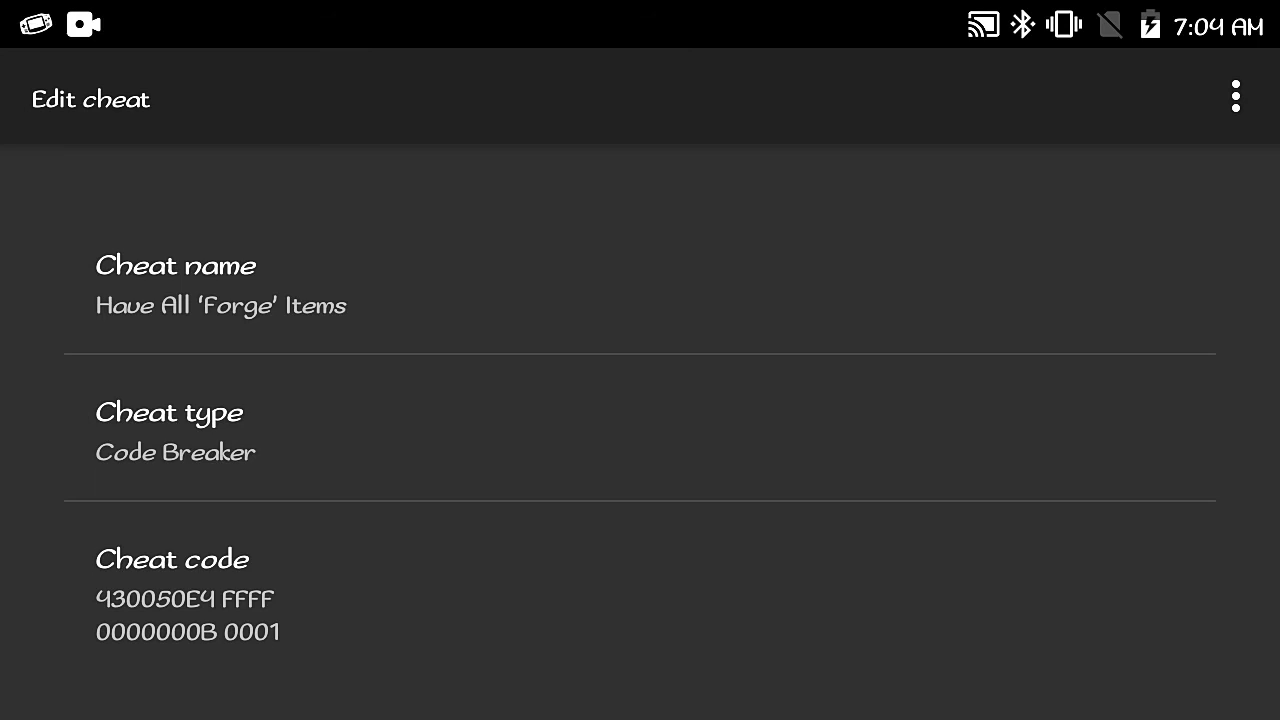 7:04 AM
Edit cheat
Cheat name
Have All 'Forge' Items
Cheat type
Code Breaker
Cheat code
430050E4 FFFF
0000000B 0001